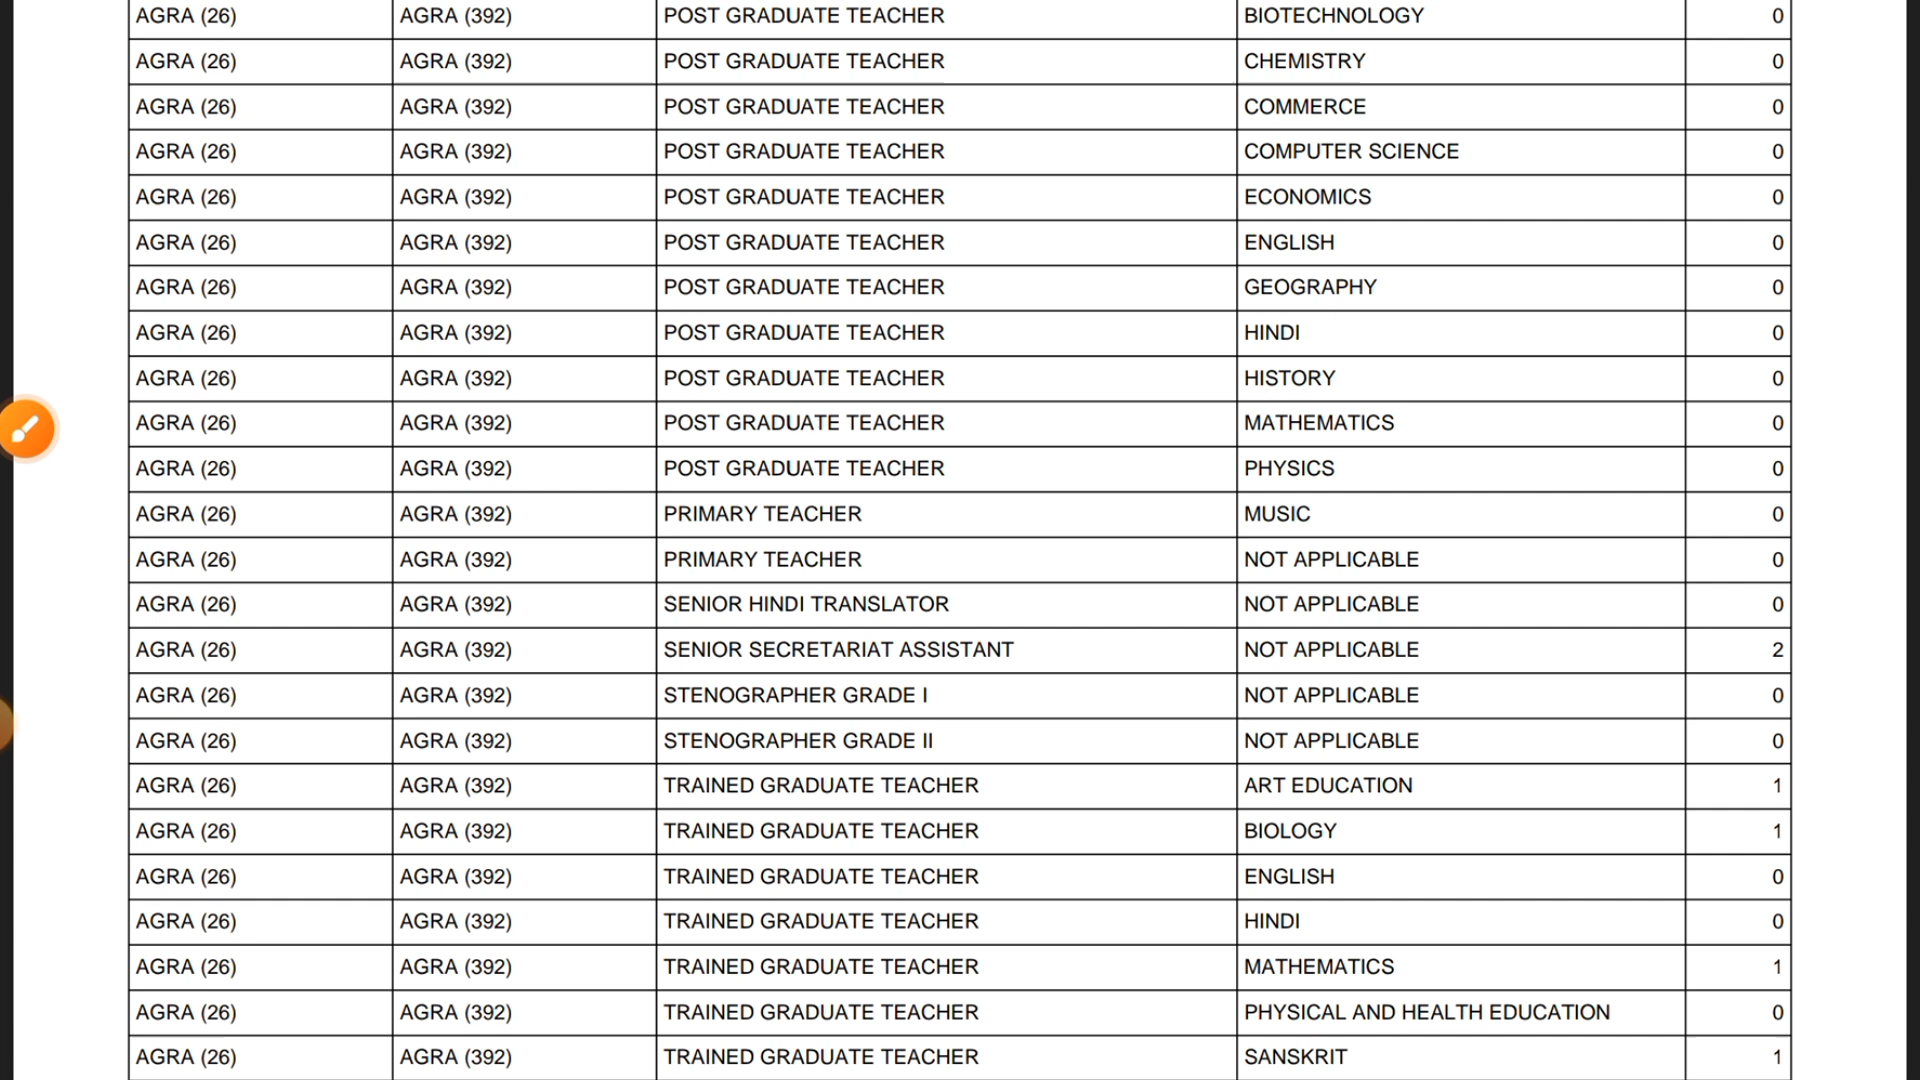 AGRA (26) AGRA (392) POST GRADUATE TEACHER BIOTECHNOLOGY 0
AGRA (26) AGRA (392) POST GRADUATE TEACHER CHEMISTRY 0
AGRA (26) AGRA (392) POST GRADUATE TEACHER COMMERCE 0
AGRA (26) AGRA (392) POST GRADUATE TEACHER COMPUTER SCIENCE 0
AGRA (26) AGRA (392) POST GRADUATE TEACHER ECONOMICS 0
AGRA (26) AGRA (392) POST GRADUATE TEACHER ENGLISH 0
AGRA (26) AGRA (392) POST GRADUATE TEACHER GEOGRAPHY 0
AGRA (26) AGRA (392) POST GRADUATE TEACHER HINDI 0
AGRA (26) AGRA (392) POST GRADUATE TEACHER HISTORY 0
AGRA (26) AGRA (392) POST GRADUATE TEACHER MATHEMATICS 0
AGRA (26) AGRA (392) POST GRADUATE TEACHER PHYSICS 0
AGRA (26) AGRA (392) PRIMARY TEACHER MUSIC 0
AGRA (26) AGRA (392) PRIMARY TEACHER NOT APPLICABLE 0
AGRA (26) AGRA (392) SENIOR HINDI TRANSLATOR NOT APPLICABLE 0
AGRA (26) AGRA (392) SENIOR SECRETARIAT ASSISTANT NOT APPLICABLE 2
AGRA (26) AGRA (392) STENOGRAPHER GRADE I NOT APPLICABLE 0
AGRA (26) AGRA (392) STENOGRAPHER GRADE II NOT APPLICABLE 0
AGRA (26) AGRA (392) TRAINED GRADUATE TEACHER ART EDUCATION 1
AGRA (26) AGRA (392) TRAINED GRADUATE TEACHER BIOLOGY 1
AGRA (26) AGRA (392) TRAINED GRADUATE TEACHER ENGLISH 0
AGRA (26) AGRA (392) TRAINED GRADUATE TEACHER HINDI 0
AGRA (26) AGRA (392) TRAINED GRADUATE TEACHER MATHEMATICS 1
AGRA (26) AGRA (392) TRAINED GRADUATE TEACHER PHYSICAL AND HEALTH EDUCATION 0
AGRA (26) AGRA (392) TRAINED GRADUATE TEACHER SANSKRIT 1